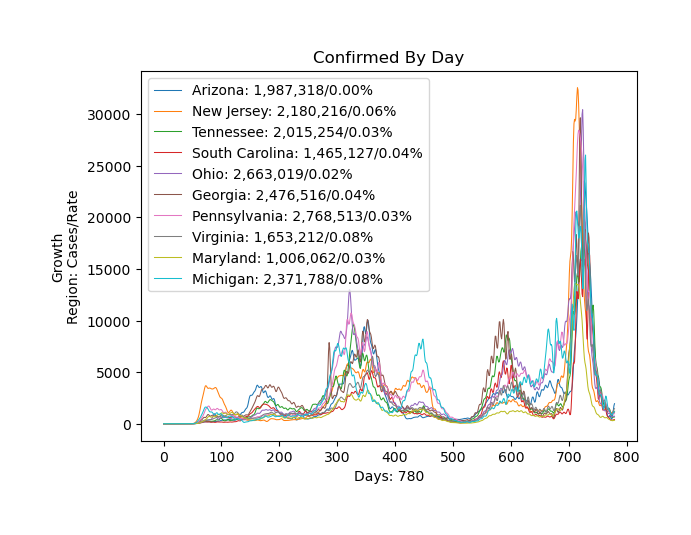 Confirmed By Day
Arizona: 1,987,318/0.00%
New Jersey: 2,180,216/0.06%
Tennessee: 2,015,254/0.03%
South Carolina: 1,465,127/0.04%
Ohio: 2,663,019/0.02%
Georgia: 2,476,516/0.04%
Pennsylvania: 2,768,513/0.03%
Virginia: 1,653,212/0.08%
Maryland: 1,006,062/0.03%
Michigan: 2,371,788/0.08%
Growth
Region: Cases/Rate
30000
25000
20000
15000
10000
5000
0
0 100 200 300 400 500 600 700 800
Days: 780